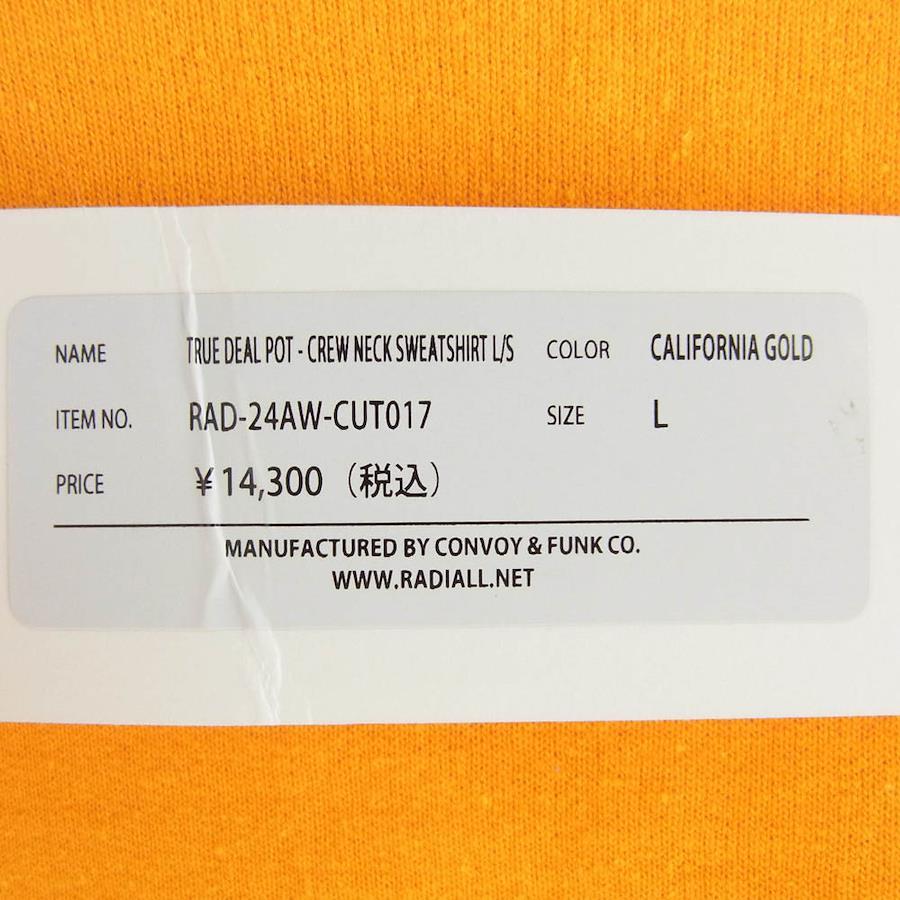 NAME TRUE DEAL POT - CREW NECK SWEATSHIRT L/S COLOR CALIFORNIA GOLD
ITEM NO. RAD-24AW-CUT017 SIZE L
PRICE ¥14,300（税込）
MANUFACTURED BY CONVOY & FUNK CO.
WWW.RADIALL.NET